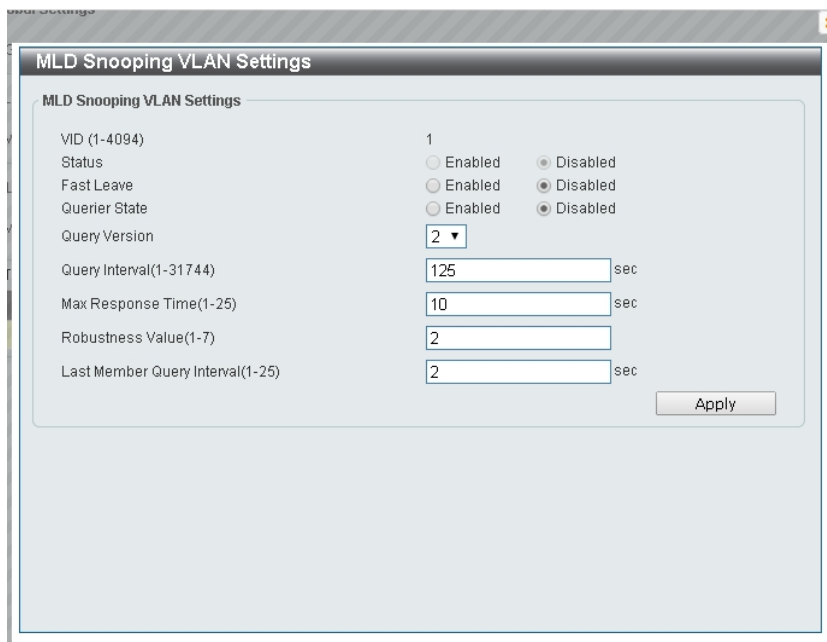 obal Settings
MLD Snooping VLAN Settings
MLD Snooping VLAN Settings
VID (1-4094) 1
Status Enabled Disabled
Fast Leave Enabled Disabled
Querier State Enabled Disabled
Query Version 2
Query Interval(1-31744) 125 sec
Max Response Time(1-25) 10 sec
Robustness Value(1-7) 2
Last Member Query Interval(1-25) 2 sec
Apply